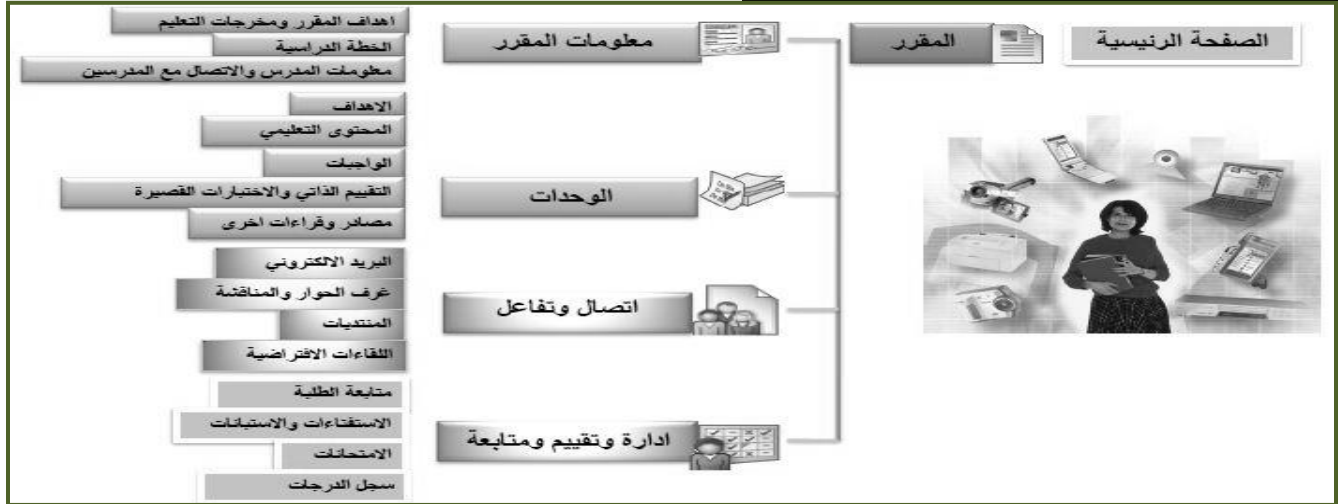 الصفحة الرئيسية
المقرر
معلومات المقرر
اهداف المقرر ومخرجات التعليم
الخطة الدراسية
معلومات المدرس والاتصال مع المدرسين
الوحدات
الاهداف
المحتوى التعليمي
الواجبات
التقييم الذاتي والاختبارات القصيرة
مصادر وقراءات اخرى
اتصال وتفاعل
البريد الالكتروني
غرف الحوار والمناقشة
المنتديات
اللقاءات الافتراضية
ادارة وتقييم ومتابعة
متابعة الطلبة
الاستفتاءات والاستبانات
الامتحانات
سجل الدرجات